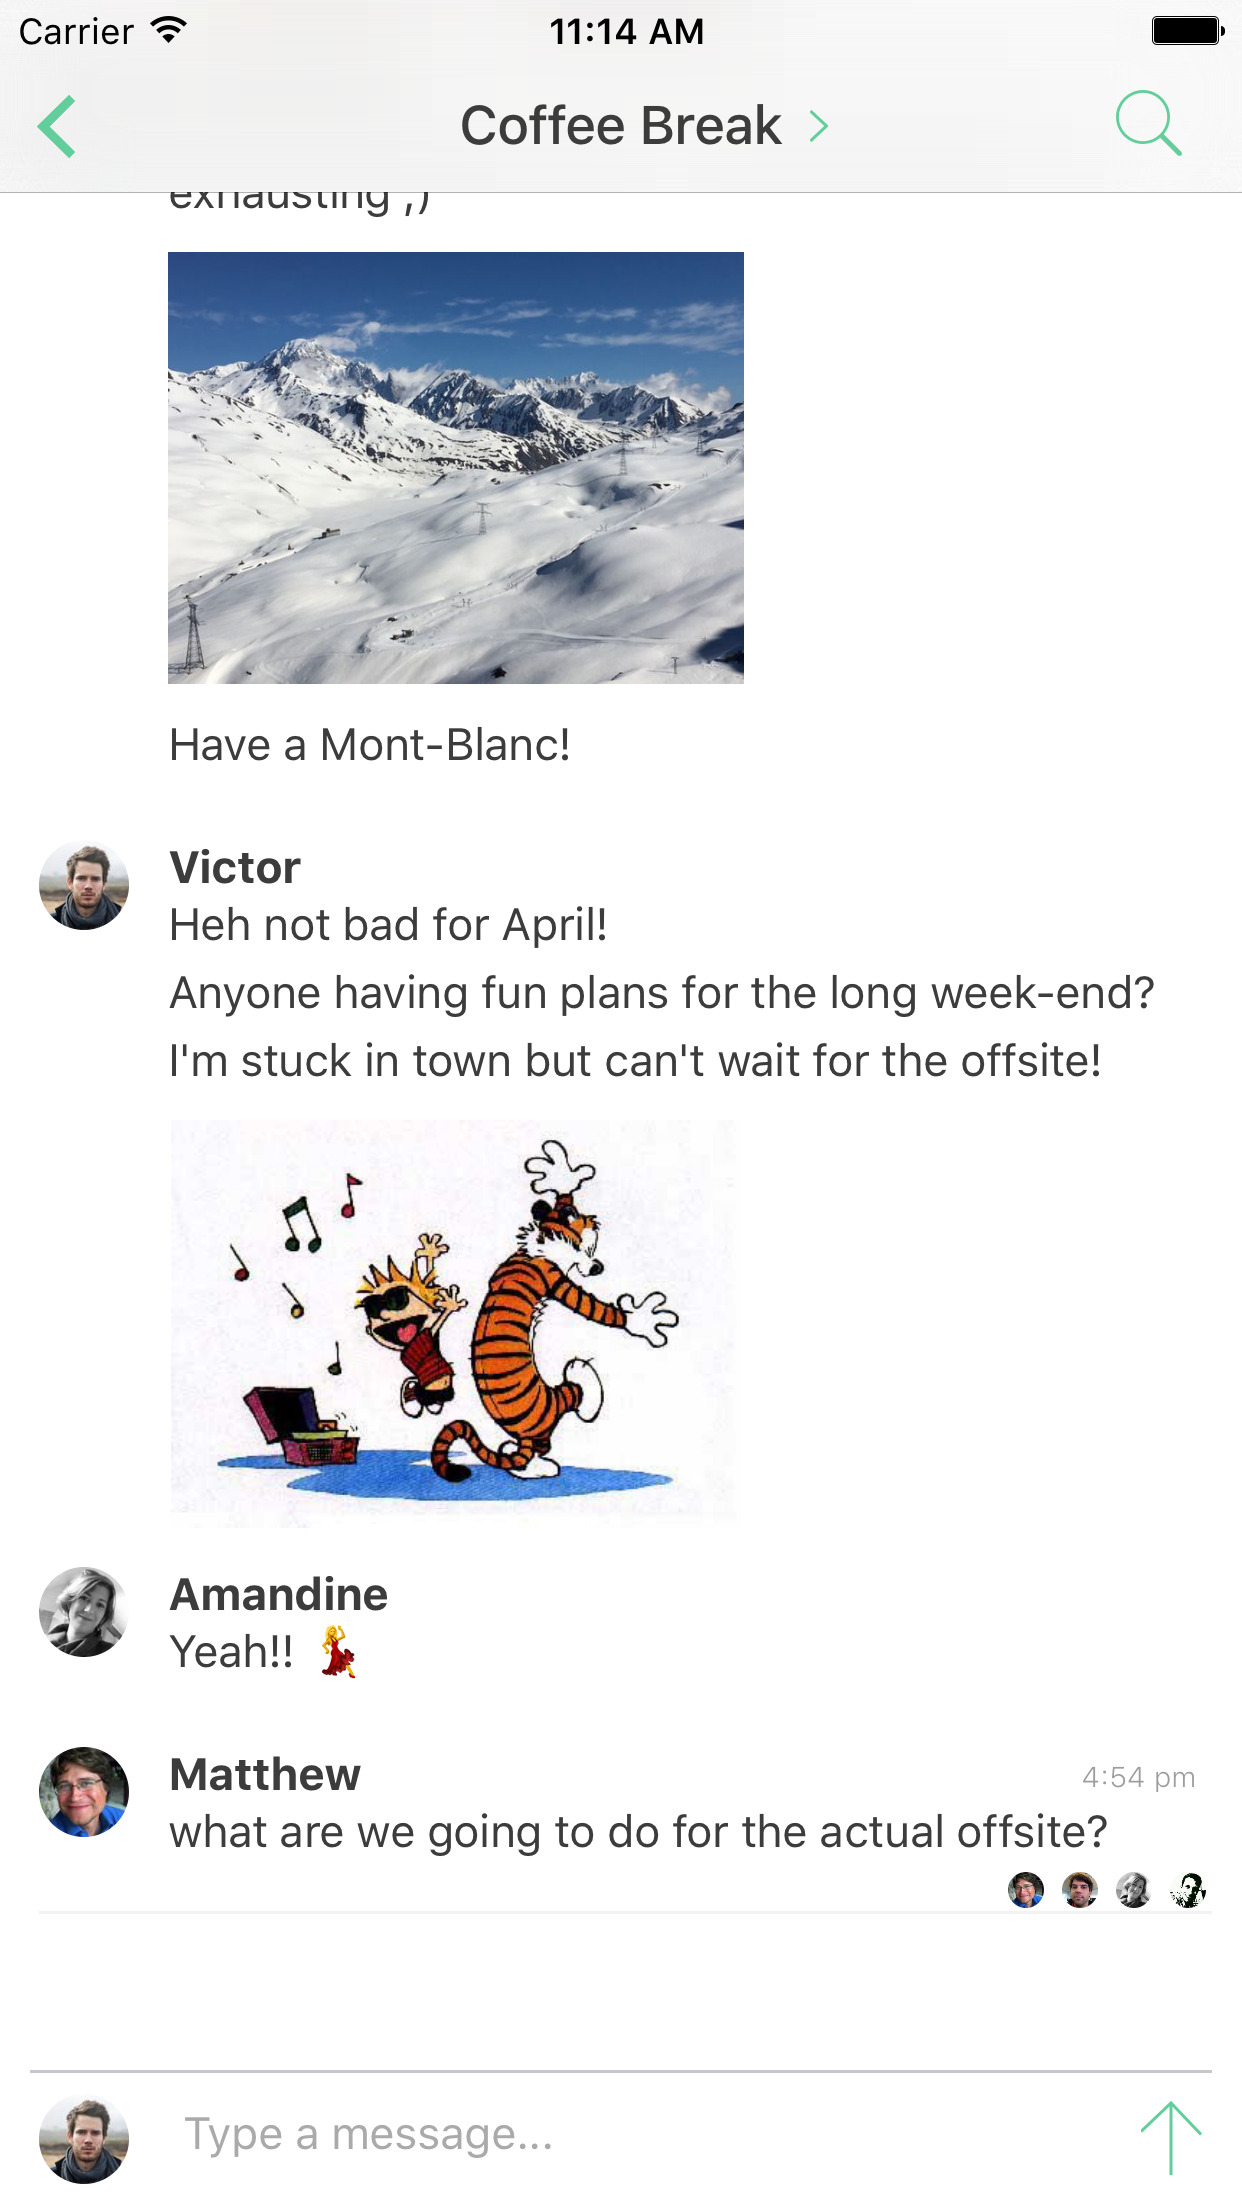 Carrier 11:14 AM
Coffee Break
exhausting ;)
Have a Mont-Blanc!
Victor
Heh not bad for April!
Anyone having fun plans for the long week-end?
I'm stuck in town but can't wait for the offsite!
Amandine
Yeah!! 💃
Matthew 4:54 pm
what are we going to do for the actual offsite?
Type a message...